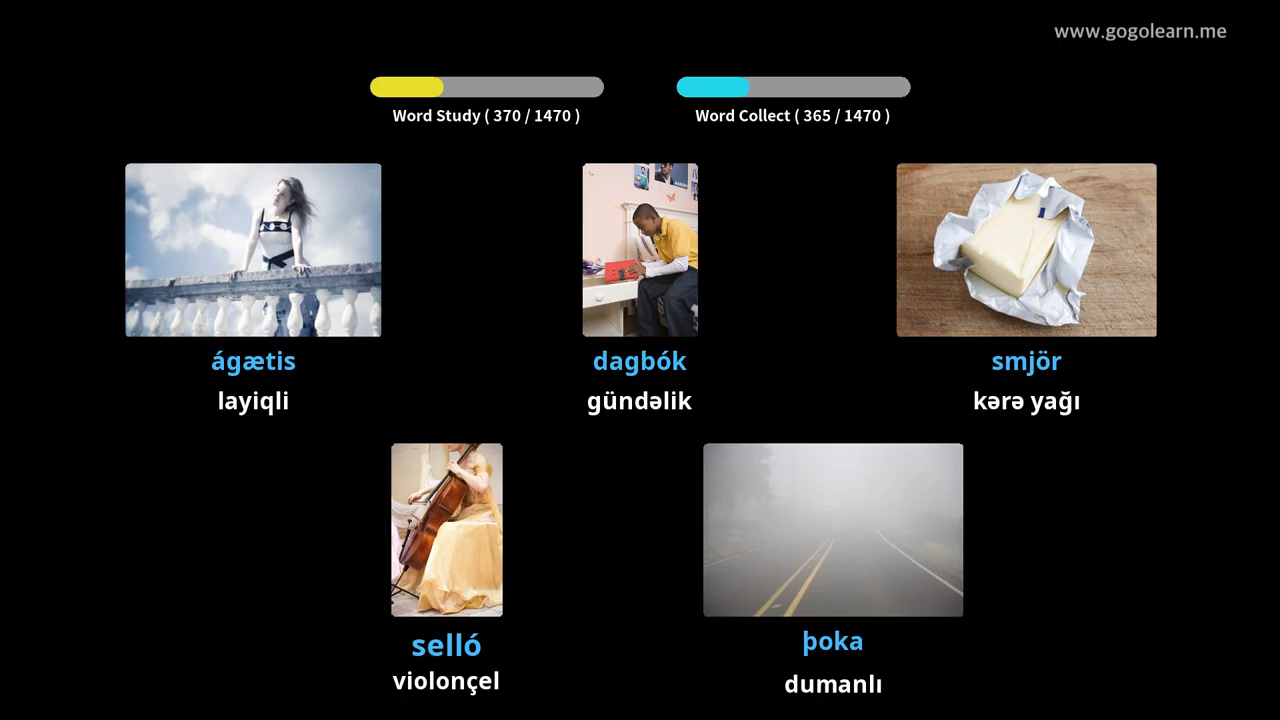 www.gogolearn.me
Word Study ( 370 / 1470 )
Word Collect ( 365 / 1470 )
ágætis
dagbók
smjör
layiqli
gündəlik
kərə yağı
selló
þoka
violonçel
dumanlı